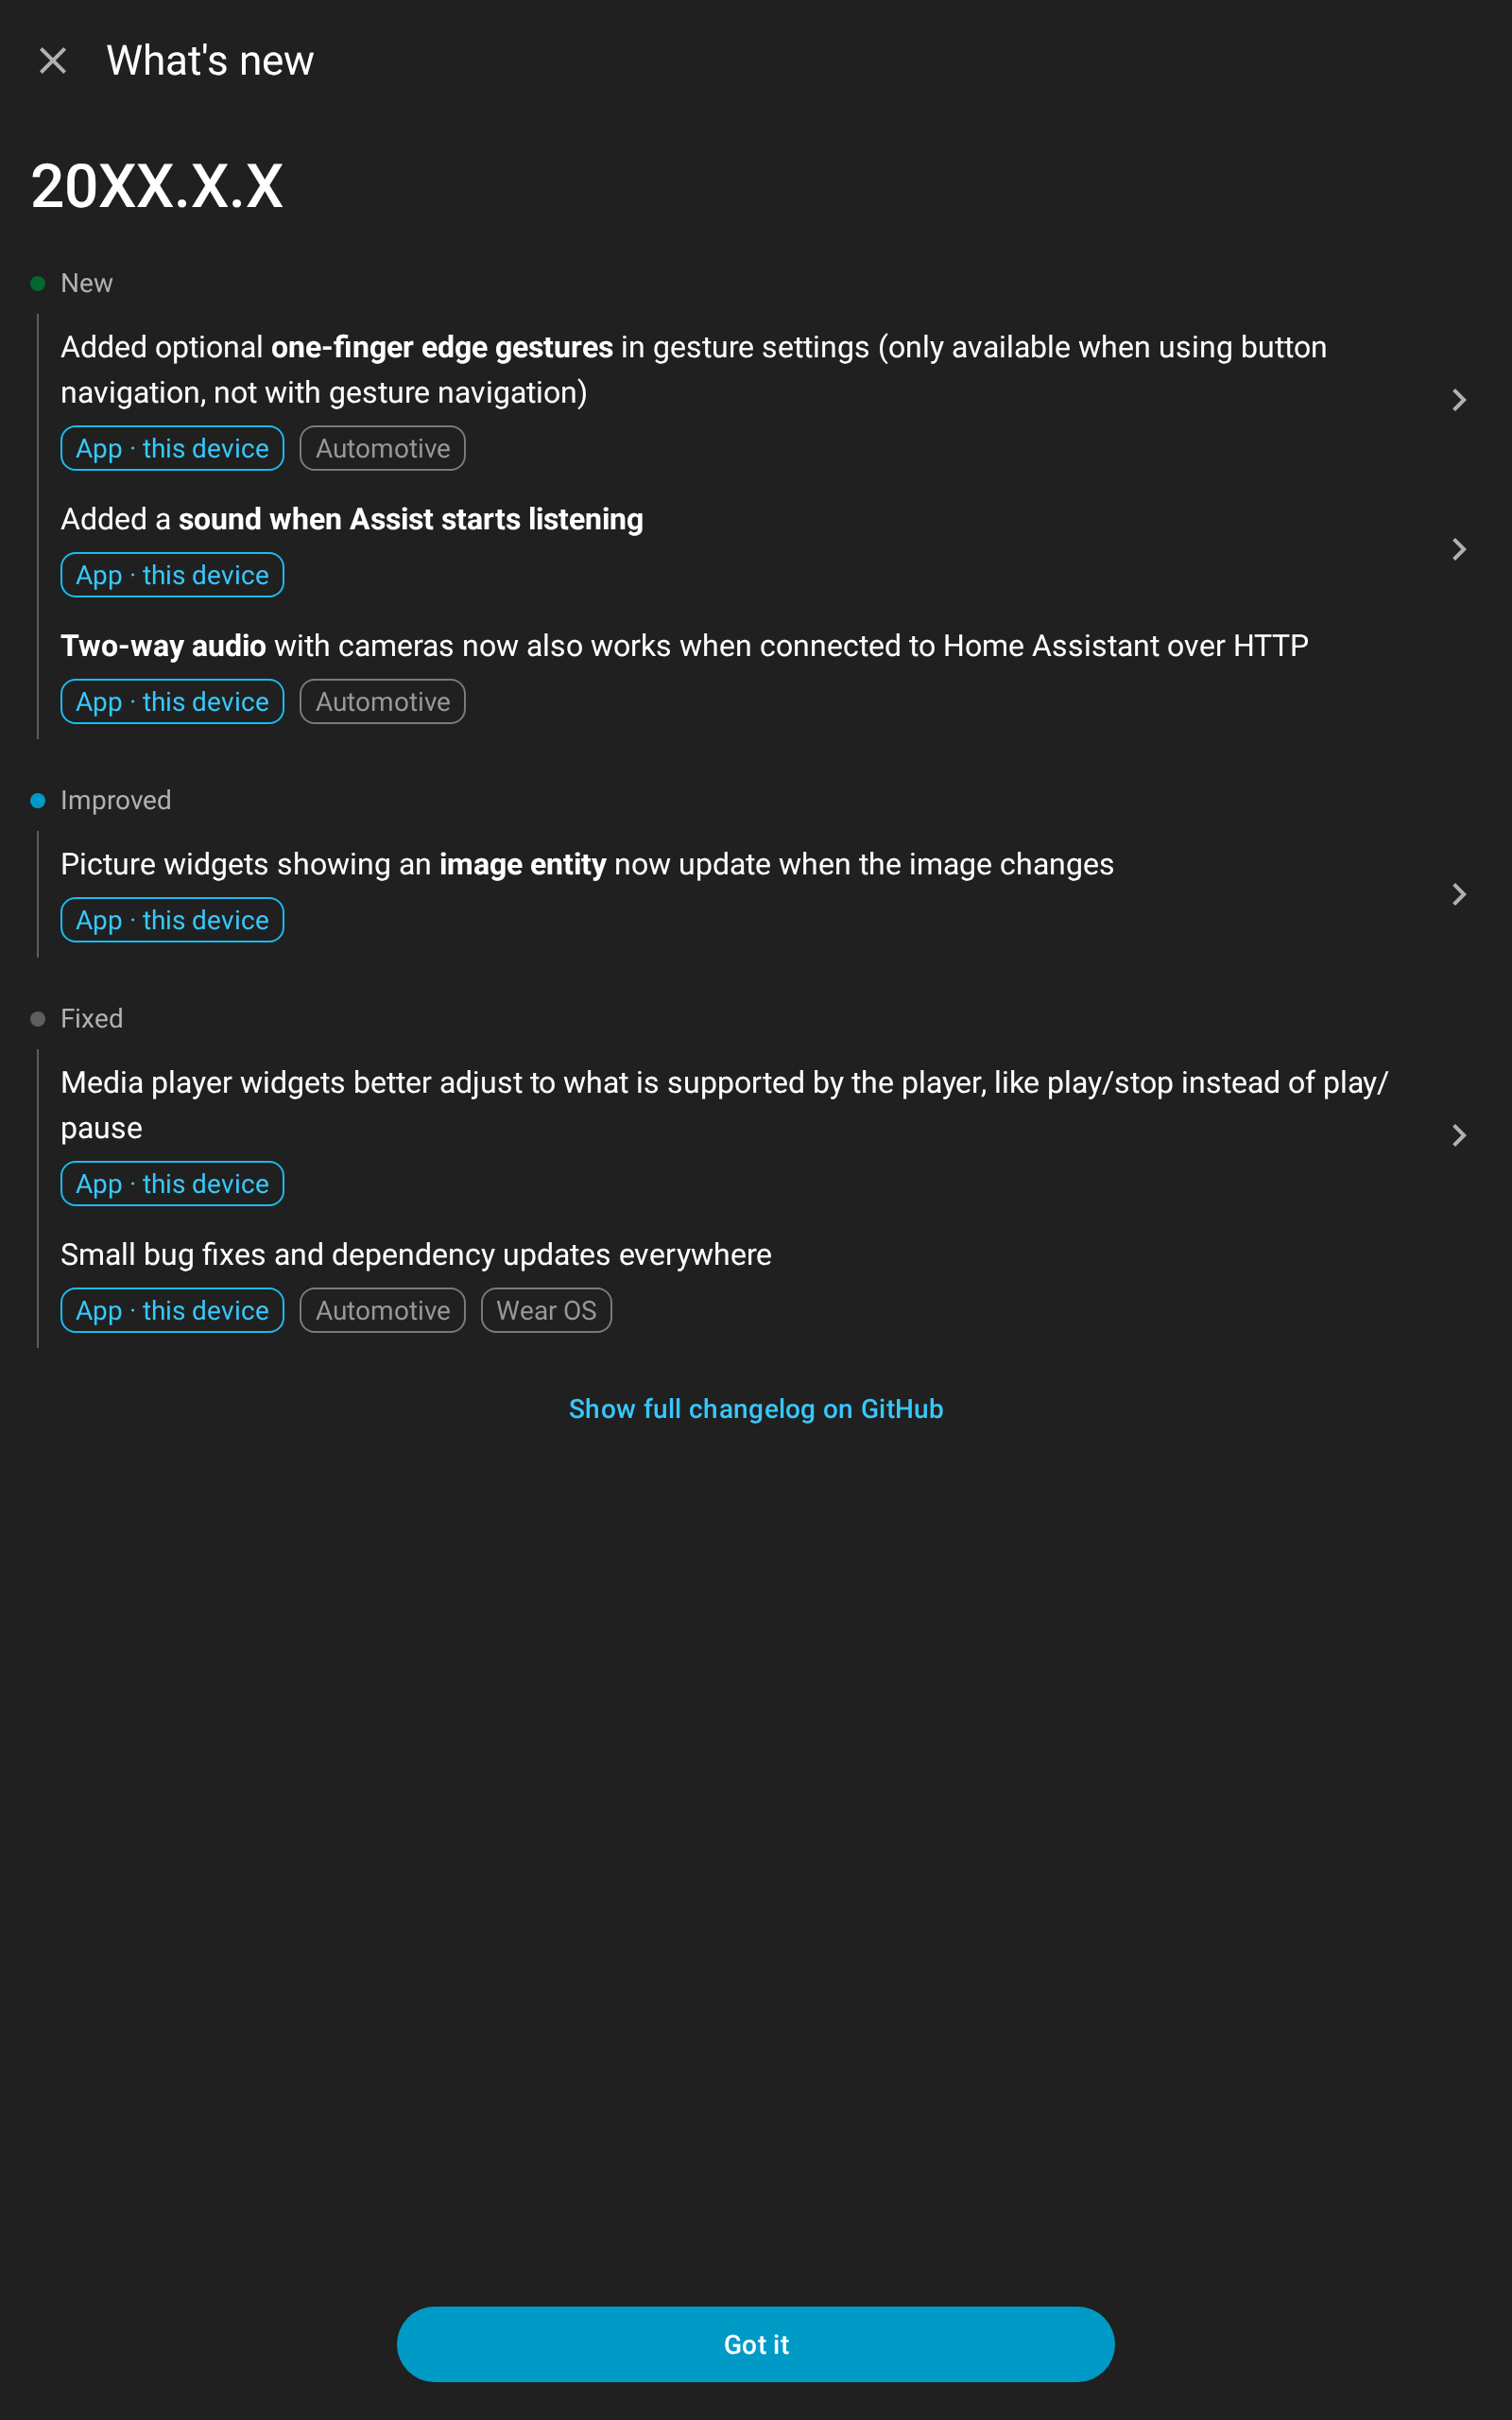 What's new
20XX.X.X
New
Added optional one-finger edge gestures in gesture settings (only available when using button
navigation, not with gesture navigation)
App · this device Automotive
Added a sound when Assist starts listening
App · this device
Two-way audio with cameras now also works when connected to Home Assistant over HTTP
App · this device Automotive
Improved
Picture widgets showing an image entity now update when the image changes
App · this device
Fixed
Media player widgets better adjust to what is supported by the player, like play/stop instead of play/
pause
App · this device
Small bug fixes and dependency updates everywhere
App · this device Automotive Wear OS
Show full changelog on GitHub
Got it